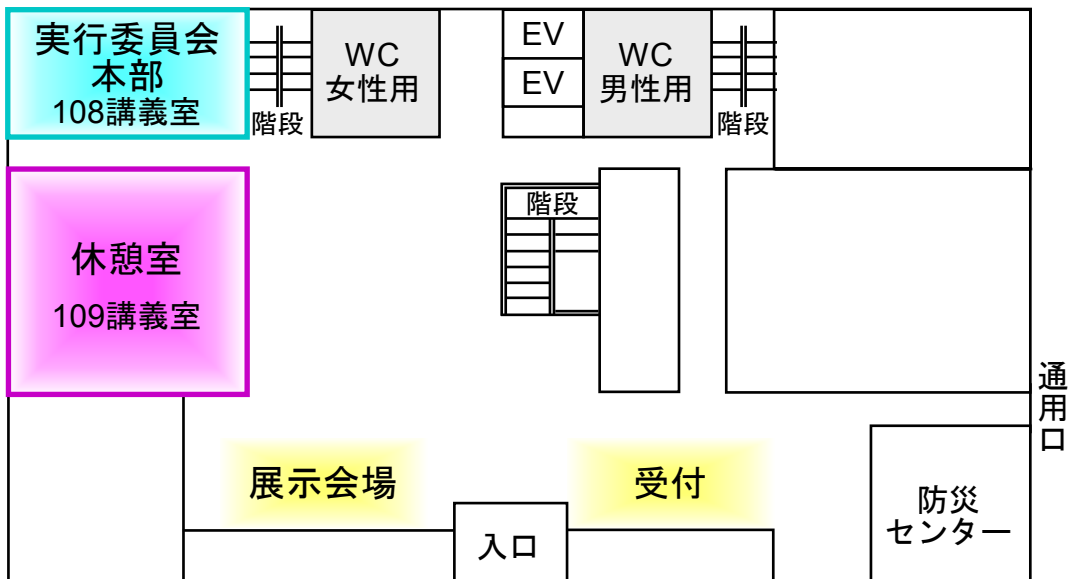 実行委員会
本部
108講義室
階段
WC
女性用
EV
EV
WC
男性用
階段
階段
休憩室
109講義室
通用口
展示会場
受付
入口
防災
センター